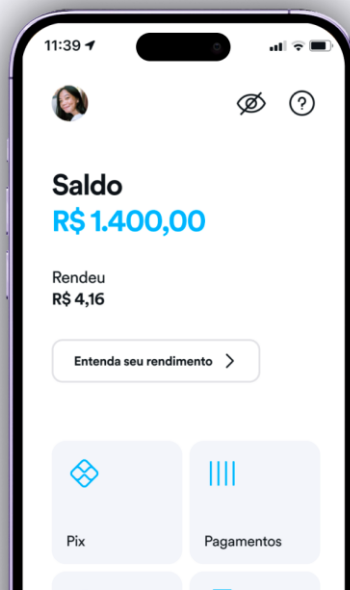 11:39
Saldo
R$ 1.400,00
Rendeu
R$ 4,16
Entenda seu rendimento
Pix
Pagamentos